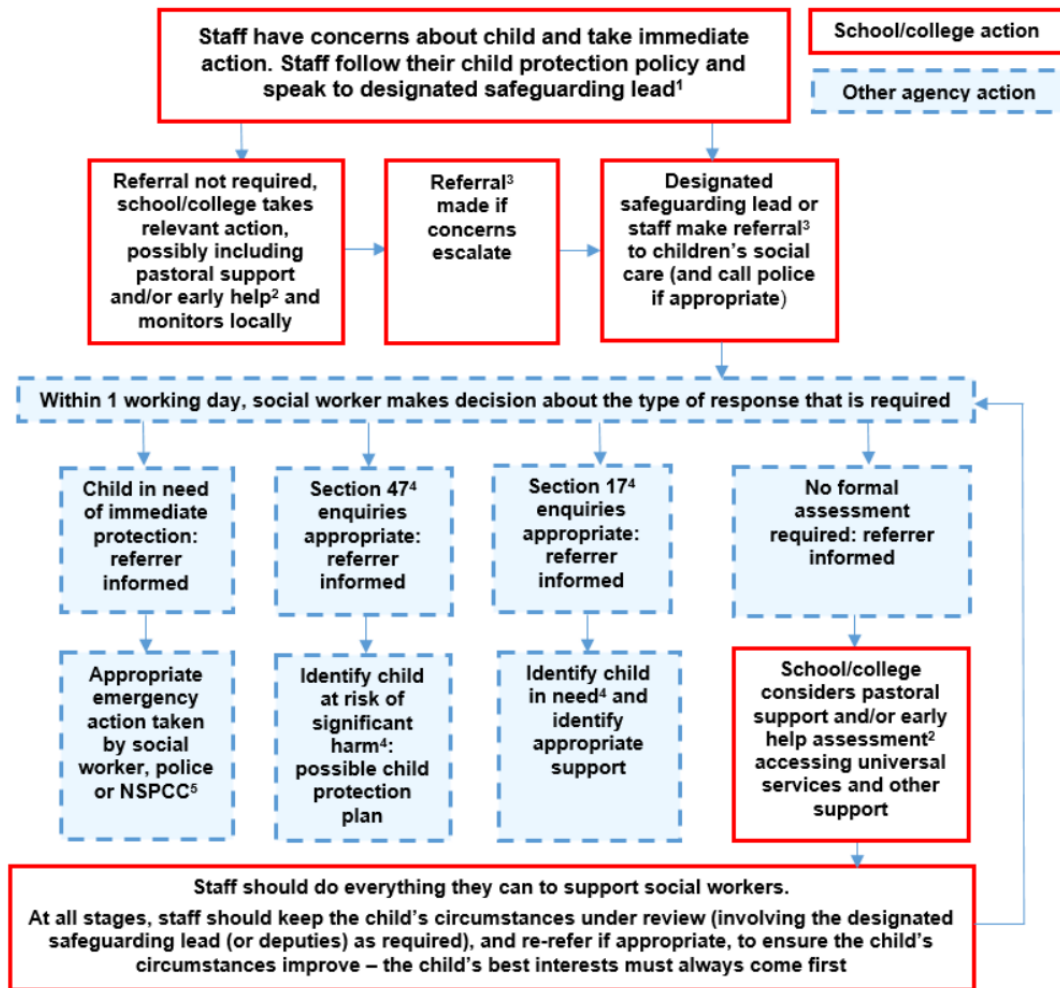 Staff have concerns about child and take immediate
action. Staff follow their child protection policy and
speak to designated safeguarding lead¹
School/college action
Other agency action
Referral not required,
school/college takes
relevant action,
possibly including
pastoral support
and/or early help² and
monitors locally
Referral³
made if
concerns
escalate
Designated
safeguarding lead or
staff make referral³
to children’s social
care (and call police
if appropriate)
Within 1 working day, social worker makes decision about the type of response that is required
Child in need
of immediate
protection:
referrer
informed
Section 47⁴
enquiries
appropriate:
referrer
informed
Section 17⁴
enquiries
appropriate:
referrer
informed
No formal
assessment
required: referrer
informed
Appropriate
emergency
action taken
by social
worker, police
or NSPCC⁵
Identify child
at risk of
significant
harm⁴:
possible child
protection
plan
Identify child
in need⁴ and
identify
appropriate
support
School/college
considers pastoral
support and/or early
help assessment²
accessing universal
services and other
support
Staff should do everything they can to support social workers.
At all stages, staff should keep the child’s circumstances under review (involving the designated
safeguarding lead (or deputies) as required), and re-refer if appropriate, to ensure the child’s
circumstances improve – the child’s best interests must always come first